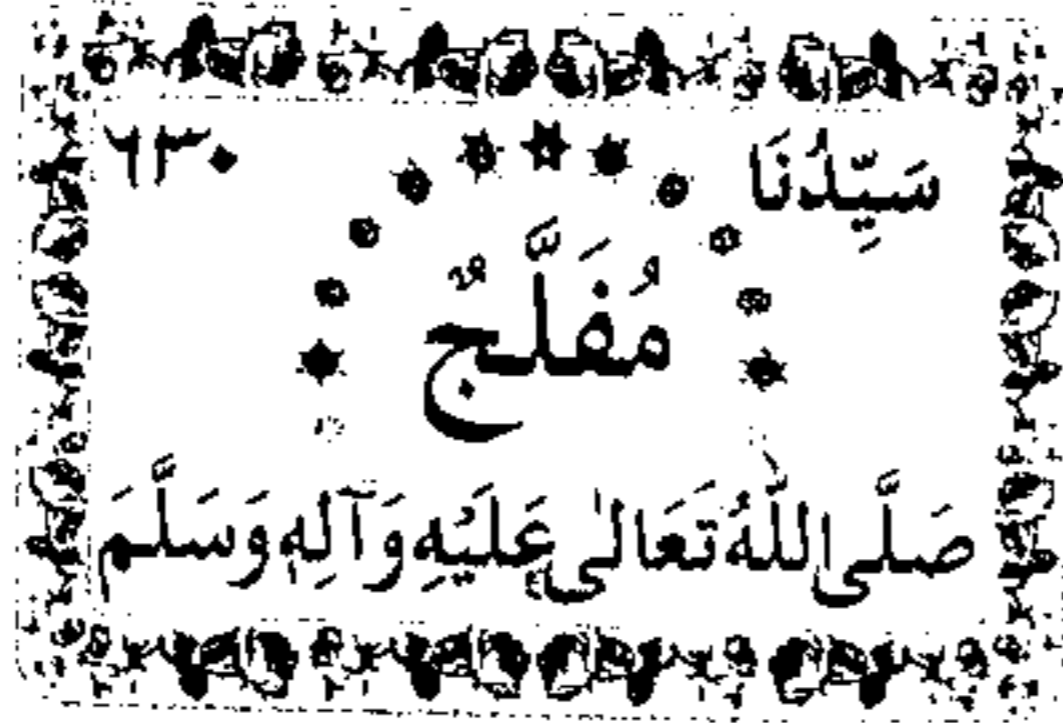 سَيِّدُنَا ٦٣٠
مُفَلَّجٌ
صَلَّى اللّٰهُ تَعَالٰى عَلَيْهِ وَآلِهٖ وَسَلَّمَ